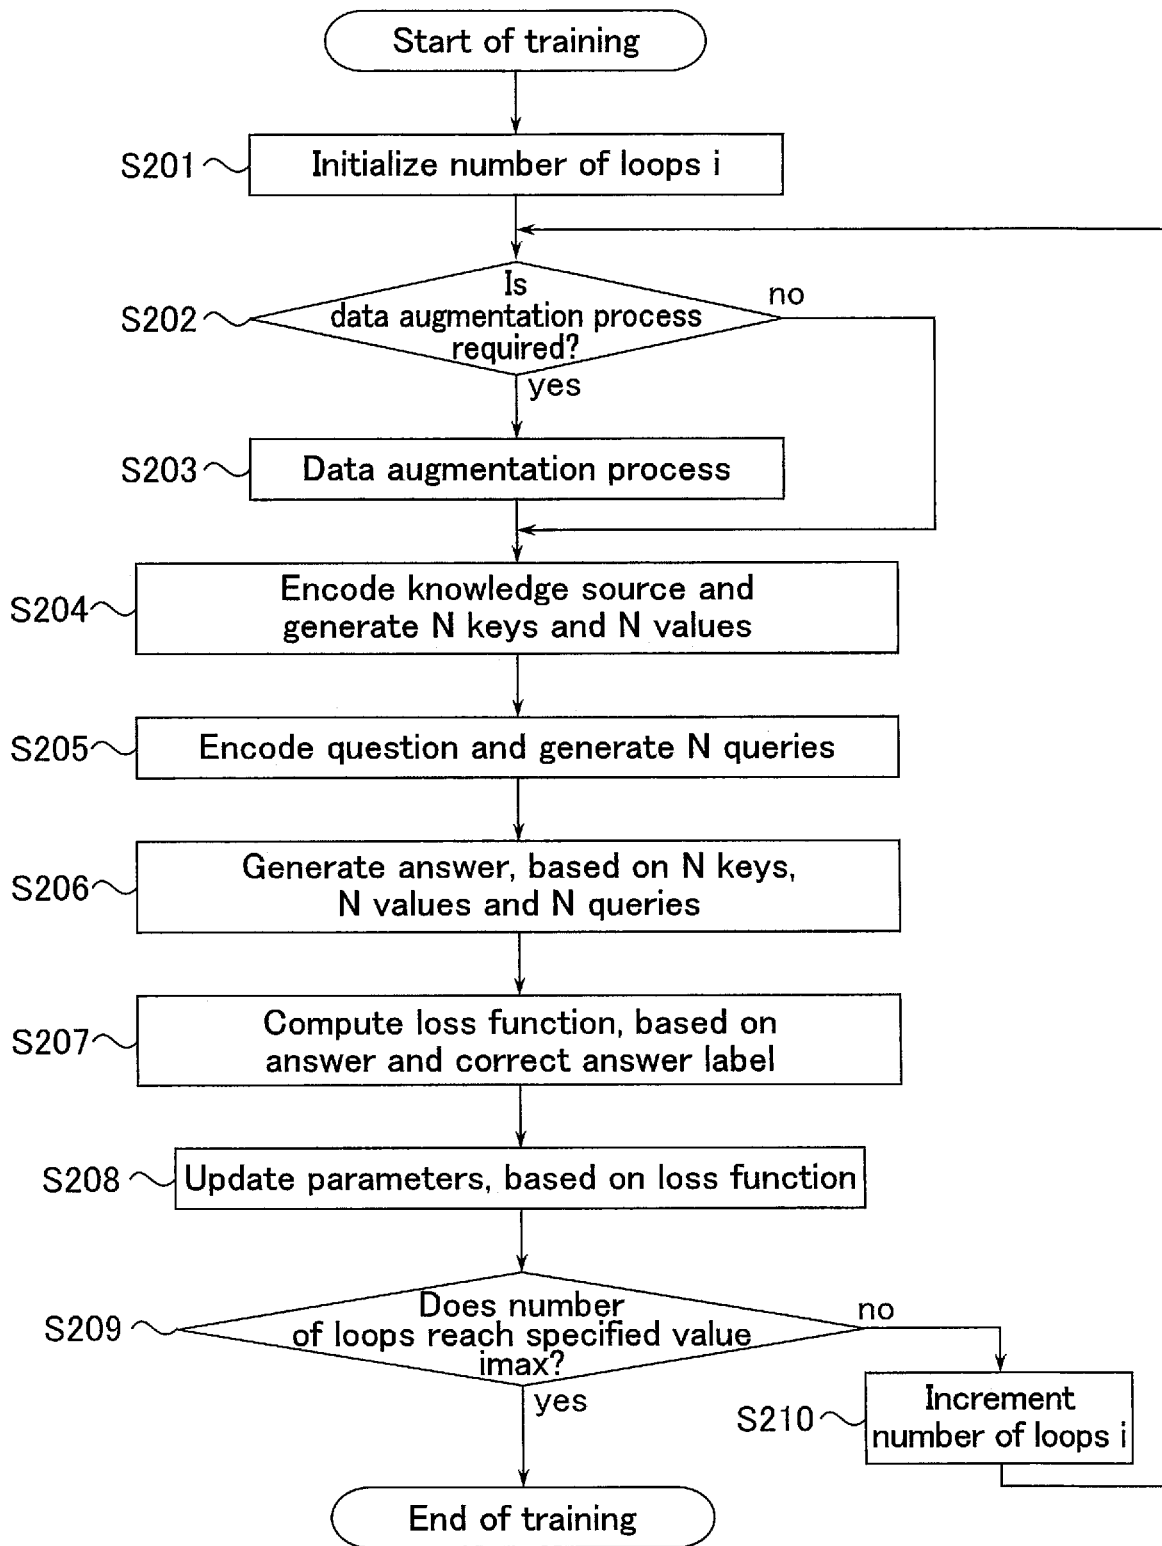 Start of training
S201
Initialize number of loops i
S202
Is
data augmentation process
required?
no
yes
S203
Data augmentation process
S204
Encode knowledge source and
generate N keys and N values
S205
Encode question and generate N queries
S206
Generate answer, based on N keys,
N values and N queries
S207
Compute loss function, based on
answer and correct answer label
S208
Update parameters, based on loss function
S209
Does number
of loops reach specified value
imax?
no
yes
S210
Increment
number of loops i
End of training